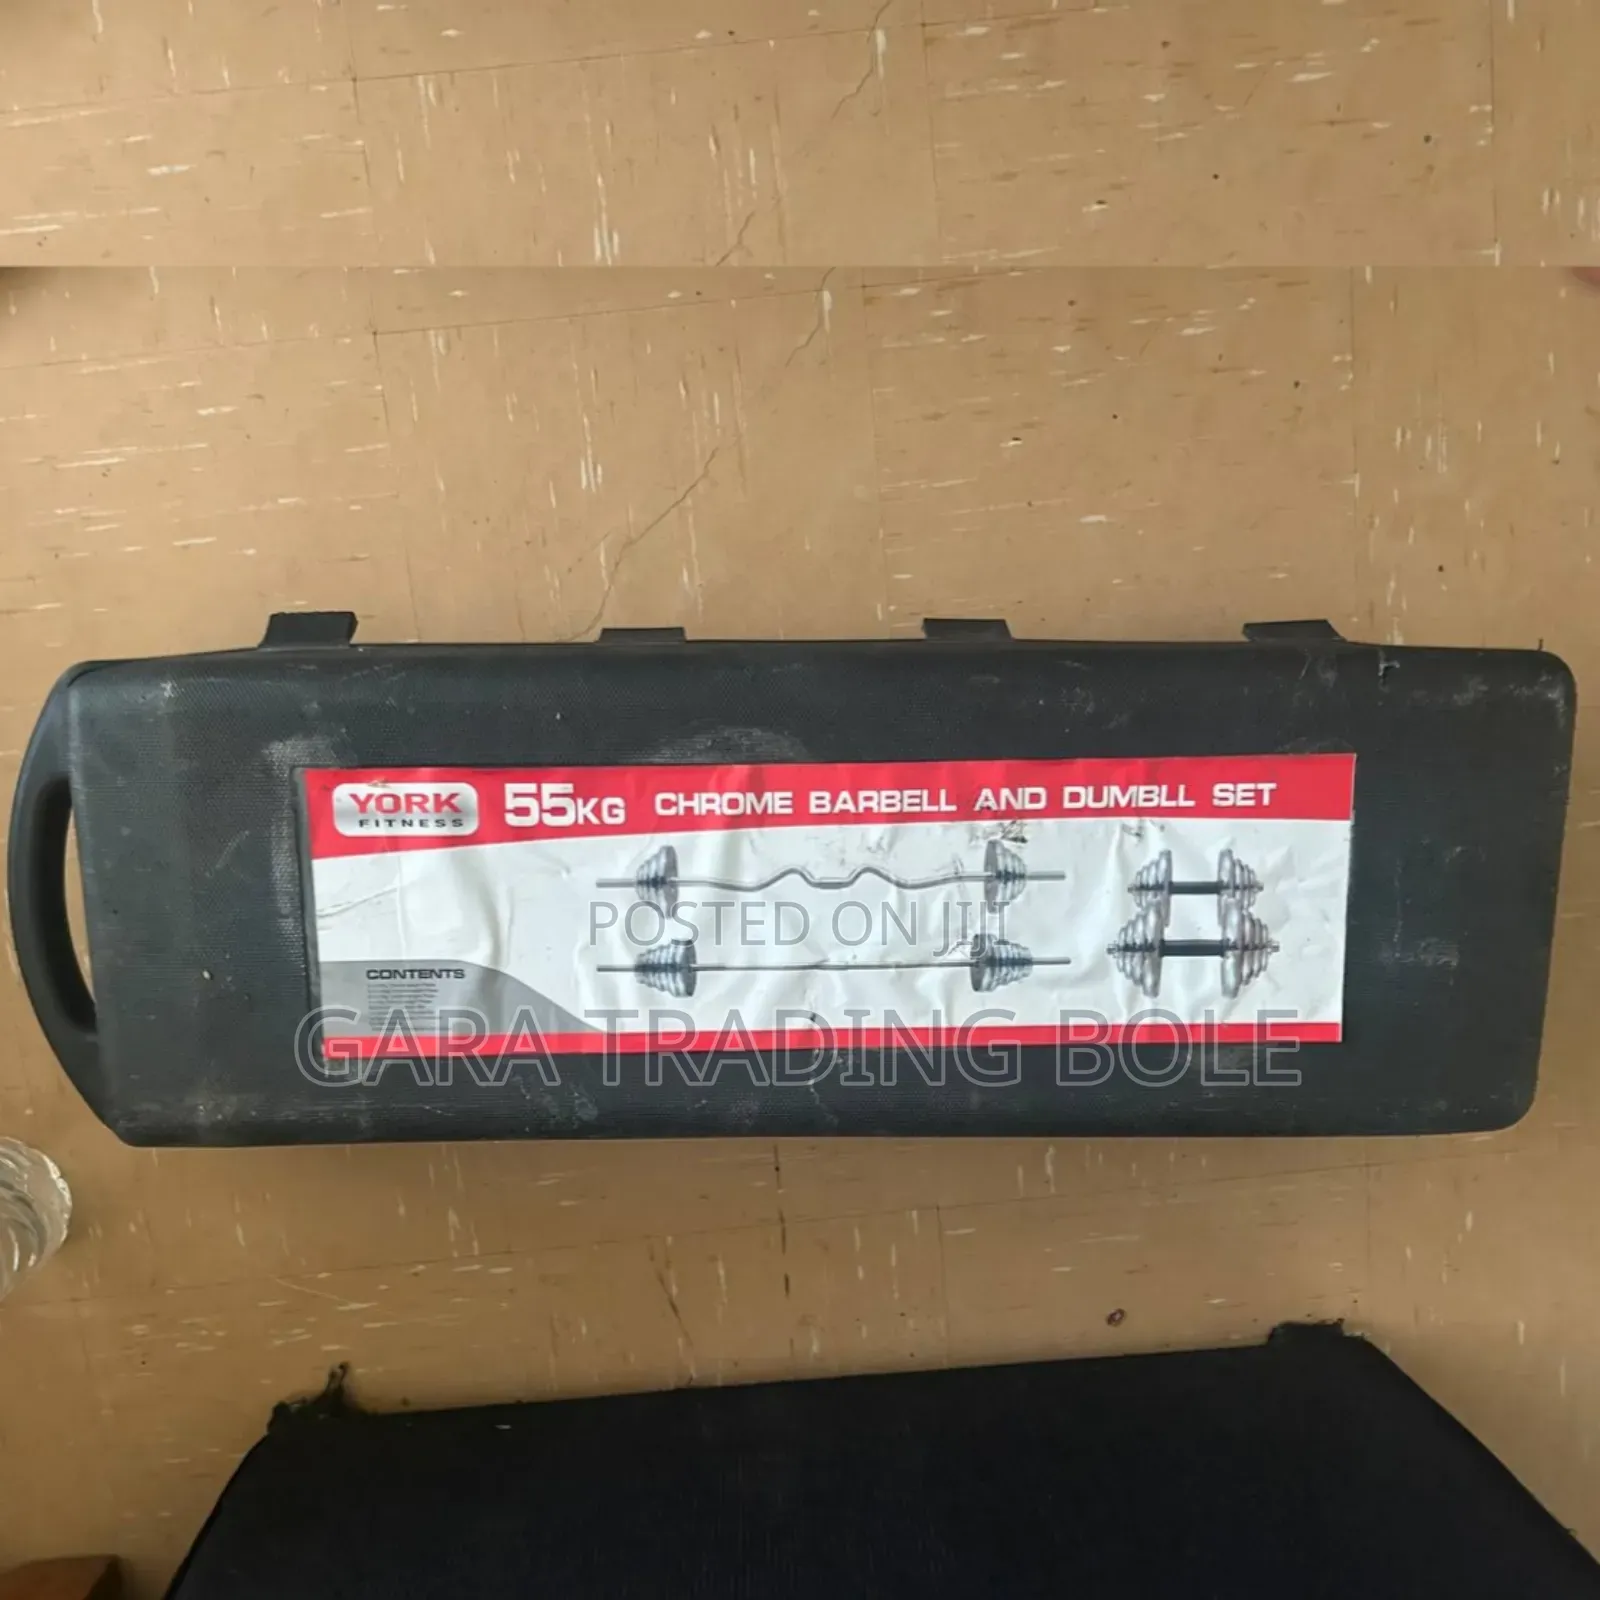 YORK
FITNESS
55KG CHROME BARBELL AND DUMBLL SET
POSTED ON JIJI
CONTENTS
GARA TRADING BOLE